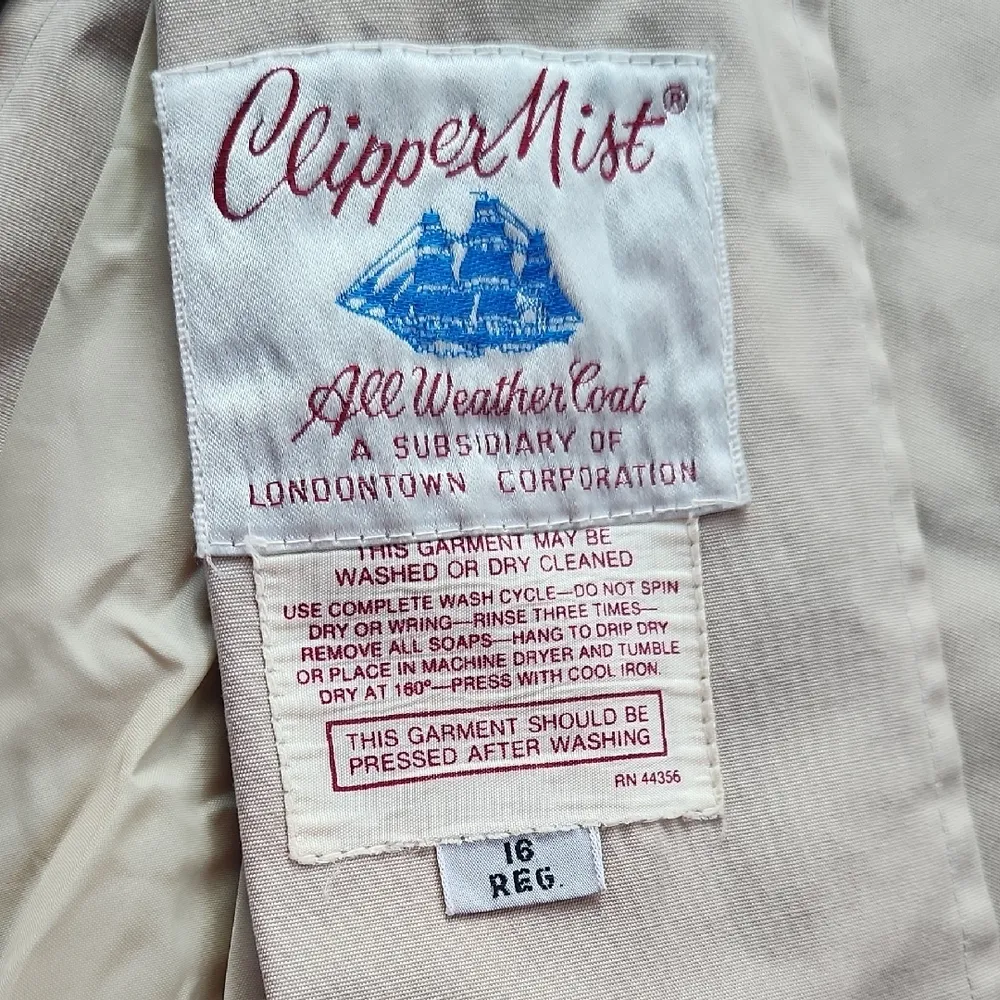 Clipper Mist®
All Weather Coat
A SUBSIDIARY OF
LONDONTOWN CORPORATION
THIS GARMENT MAY BE
WASHED OR DRY CLEANED
USE COMPLETE WASH CYCLE—DO NOT SPIN
DRY OR WRING—RINSE THREE TIMES—
REMOVE ALL SOAPS—HANG TO DRIP DRY
OR PLACE IN MACHINE DRYER AND TUMBLE
DRY AT 160°—PRESS WITH COOL IRON.
THIS GARMENT SHOULD BE
PRESSED AFTER WASHING
RN 44356
16
REG.